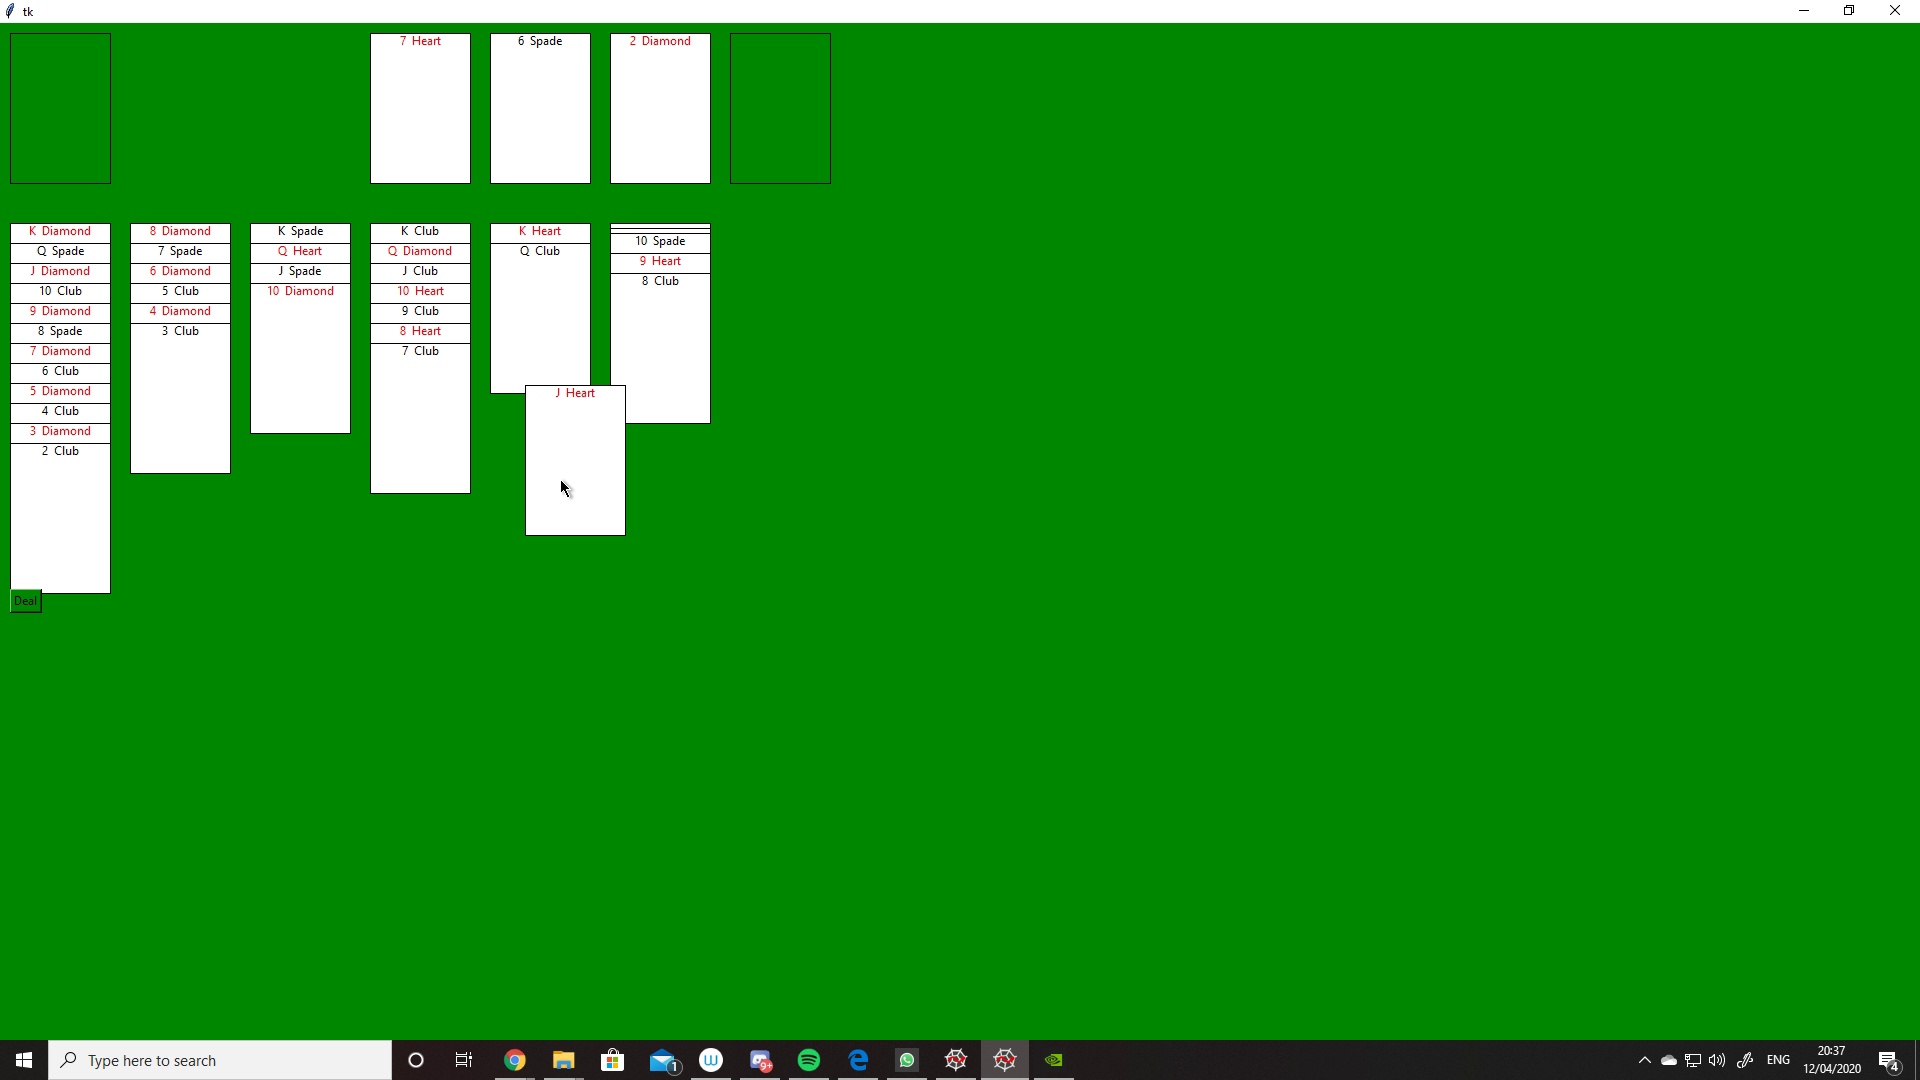 tk
7 Heart
6 Spade
2 Diamond
K Diamond
Q Spade
J Diamond
10 Club
9 Diamond
8 Spade
7 Diamond
6 Club
5 Diamond
4 Club
3 Diamond
2 Club
8 Diamond
7 Spade
6 Diamond
5 Club
4 Diamond
3 Club
K Spade
Q Heart
J Spade
10 Diamond
K Club
Q Diamond
J Club
10 Heart
9 Club
8 Heart
7 Club
K Heart
Q Club
J Heart
10 Spade
9 Heart
8 Club
Deal
Type here to search
1
W
9+
ENG
20:37
12/04/2020
4